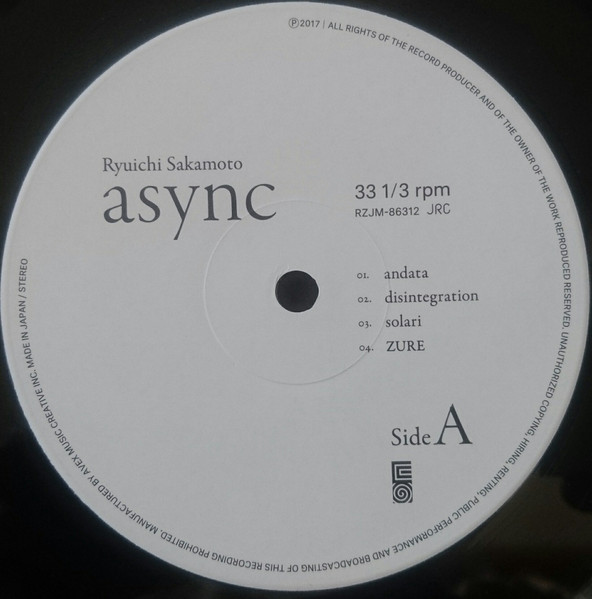 ℗2017 | ALL RIGHTS OF THE RECORD PRODUCER AND OF THE OWNER OF THE WORK REPRODUCED RESERVED. UNAUTHORIZED COPYING, HIRING, RENTING, PUBLIC PERFORMANCE AND BROADCASTING OF THIS RECORDING PROHIBITED. MANUFACTURED BY AVEX MUSIC CREATIVE INC. MADE IN JAPAN / STEREO
Ryuichi Sakamoto
async
33 1/3 rpm
RZJM-86312 JRC
01. andata
02. disintegration
03. solari
04. ZURE
Side A